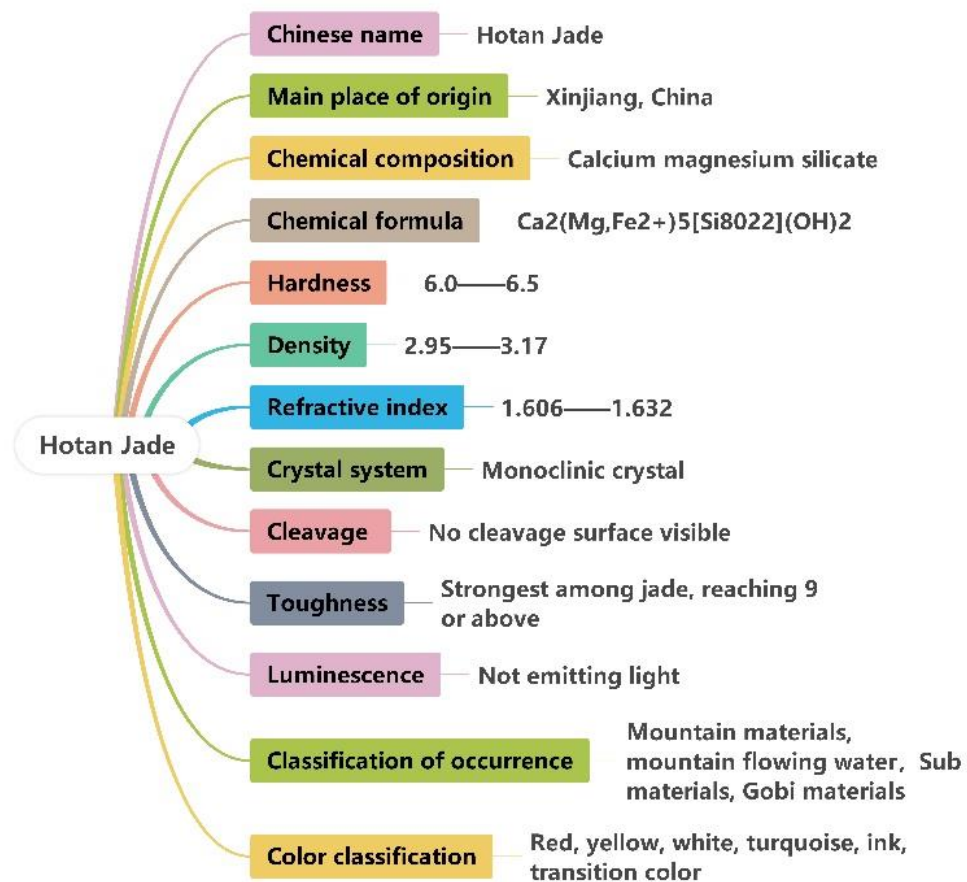 Hotan Jade
Chinese name
Hotan Jade
Main place of origin
Xinjiang, China
Chemical composition
Calcium magnesium silicate
Chemical formula
Ca2(Mg,Fe2+)5[Si8022](OH)2
Hardness
6.0——6.5
Density
2.95——3.17
Refractive index
1.606——1.632
Crystal system
Monoclinic crystal
Cleavage
No cleavage surface visible
Toughness
Strongest among jade, reaching 9
or above
Luminescence
Not emitting light
Classification of occurrence
Mountain materials,
mountain flowing water, Sub
materials, Gobi materials
Color classification
Red, yellow, white, turquoise, ink,
transition color